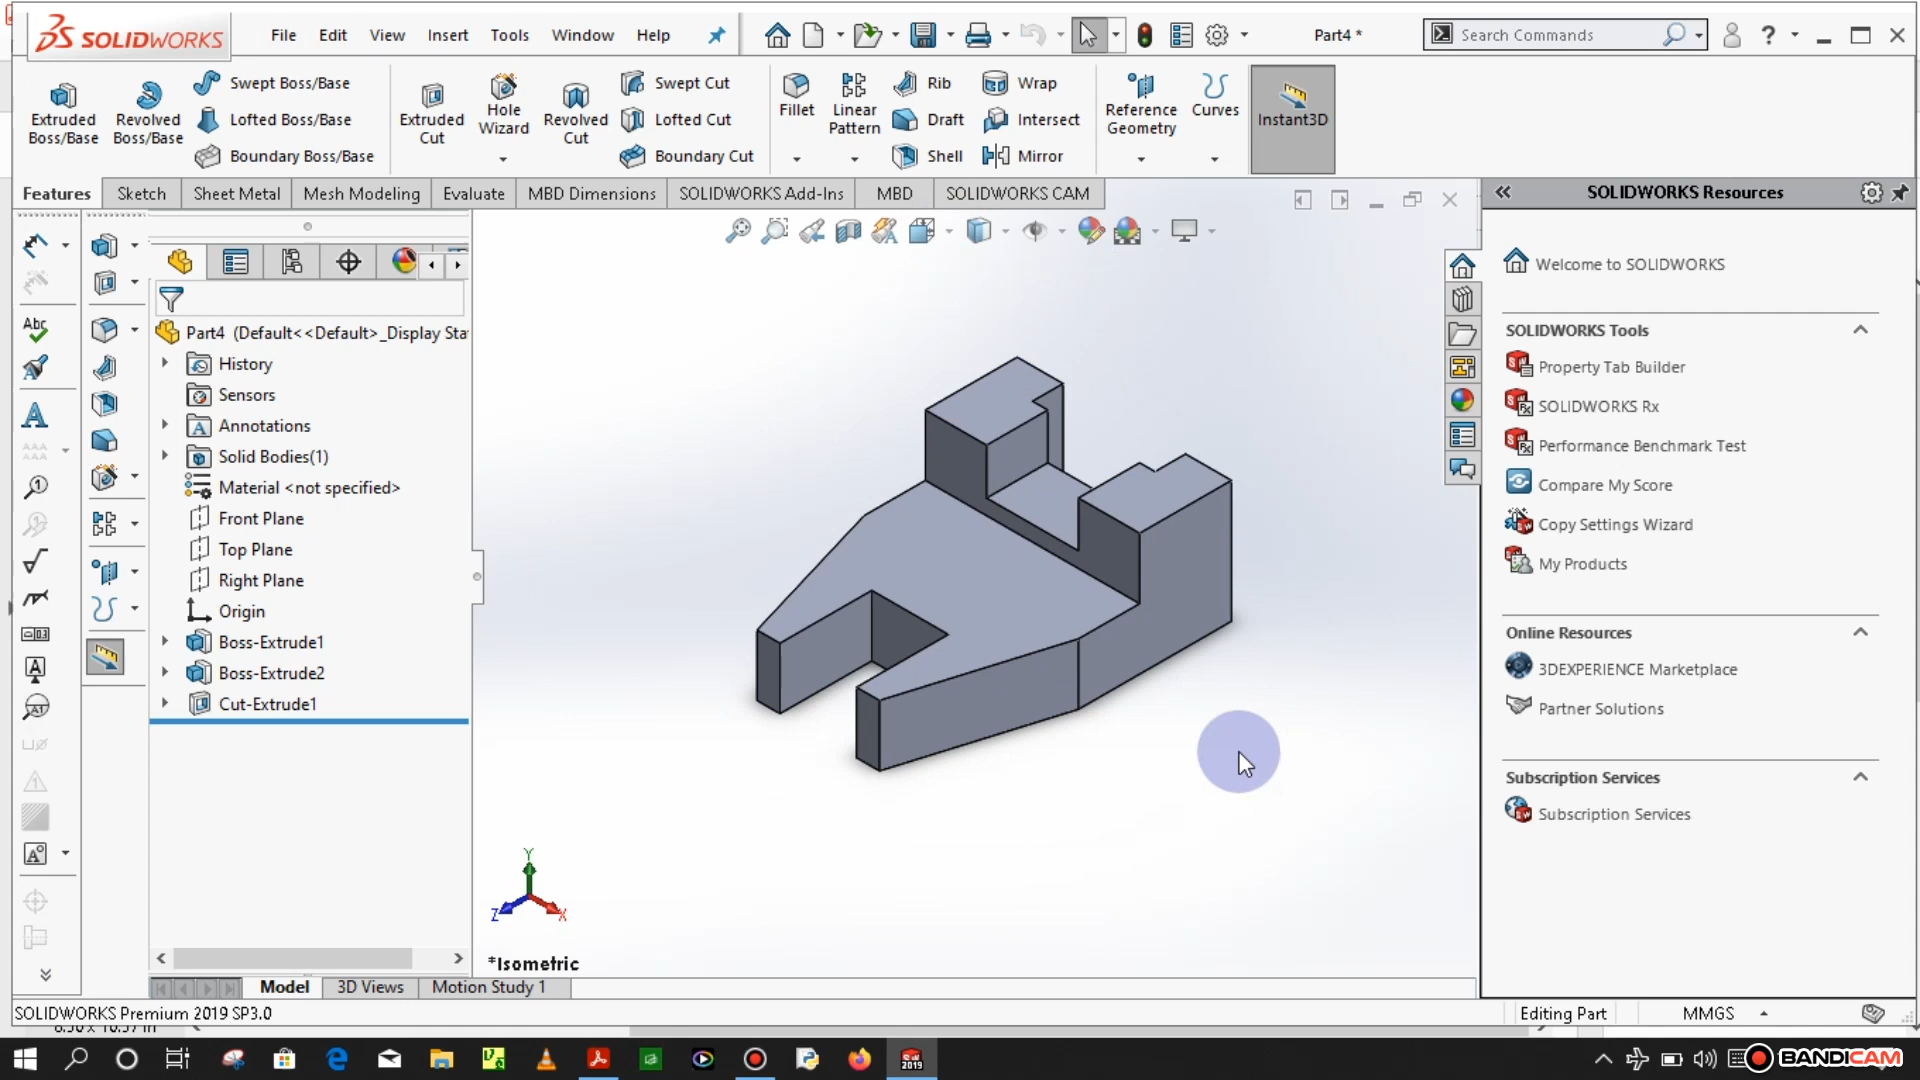 SOLIDWORKS File Edit View Insert Tools Window Help Part4 * Search Commands ?
Extruded Boss/Base
Revolved Boss/Base
Swept Boss/Base
Lofted Boss/Base
Boundary Boss/Base
Extruded Cut
Hole Wizard
Revolved Cut
Swept Cut
Lofted Cut
Boundary Cut
Fillet
Linear Pattern
Rib
Draft
Shell
Wrap
Intersect
Mirror
Reference Geometry
Curves
Instant3D
Features Sketch Sheet Metal Mesh Modeling Evaluate MBD Dimensions SOLIDWORKS Add-Ins MBD SOLIDWORKS CAM
Part4 (Default<<Default>_Display Sta
History
Sensors
Annotations
Solid Bodies(1)
Material <not specified>
Front Plane
Top Plane
Right Plane
Origin
Boss-Extrude1
Boss-Extrude2
Cut-Extrude1
Abc
Y
Z X
*Isometric
SOLIDWORKS Resources
Welcome to SOLIDWORKS
SOLIDWORKS Tools
Property Tab Builder
SOLIDWORKS Rx
Performance Benchmark Test
Compare My Score
Copy Settings Wizard
My Products
Online Resources
3DEXPERIENCE Marketplace
Partner Solutions
Subscription Services
Subscription Services
Model 3D Views Motion Study 1
SOLIDWORKS Premium 2019 SP3.0 Editing Part MMGS
BANDICAM